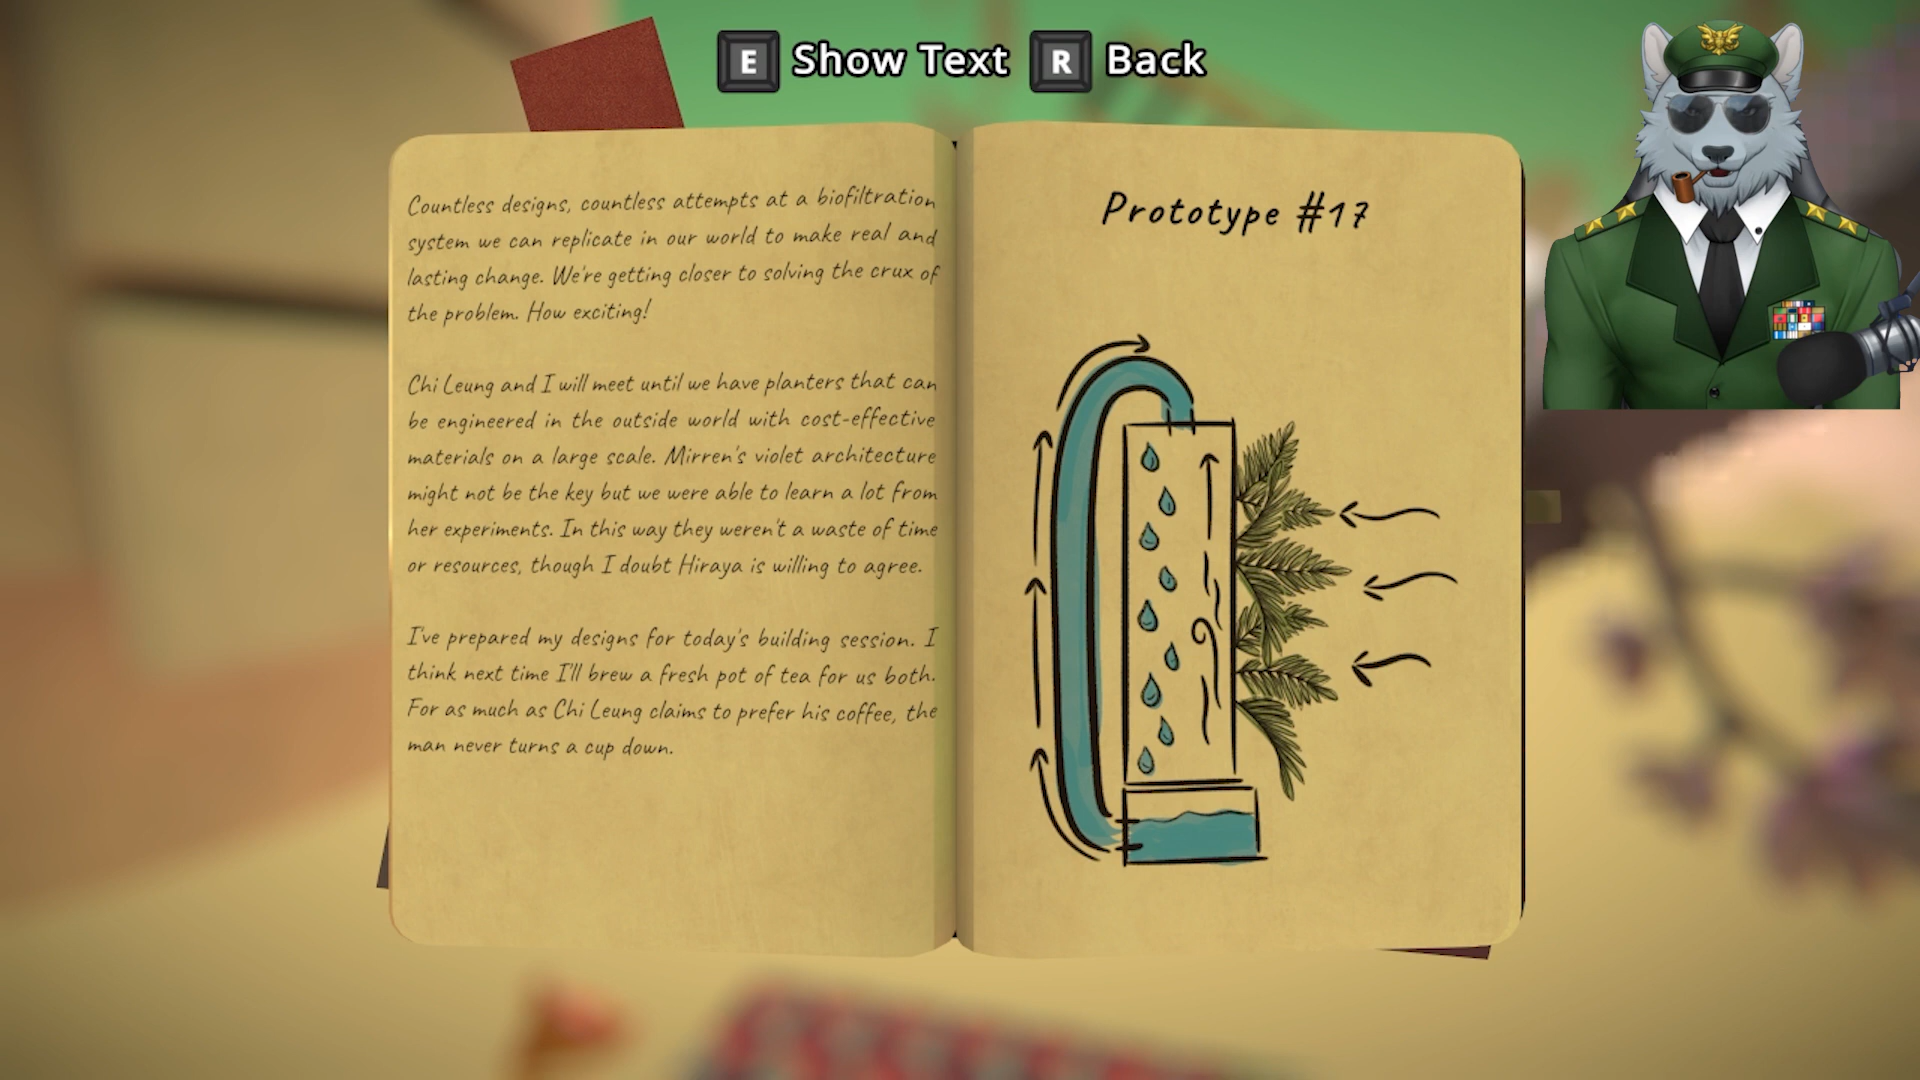 E Show Text R Back
Countless designs, countless attempts at a biofiltration
system we can replicate in our world to make real and
lasting change. We're getting closer to solving the crux of
the problem. How exciting!
Chi Leung and I will meet until we have planters that can
be engineered in the outside world with cost-effective
materials on a large scale. Mirren's violet architecture
might not be the key but we were able to learn a lot from
her experiments. In this way they weren't a waste of time
or resources, though I doubt Hiraya is willing to agree.
I've prepared my designs for today's building session. I
think next time I'll brew a fresh pot of tea for us both.
For as much as Chi Leung claims to prefer his coffee, the
man never turns a cup down.
Prototype #17